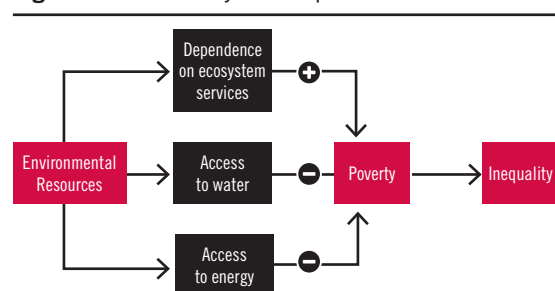 Dependence
on ecosystem
services
Environmental
Resources
Access
to water
Poverty
Inequality
Access
to energy